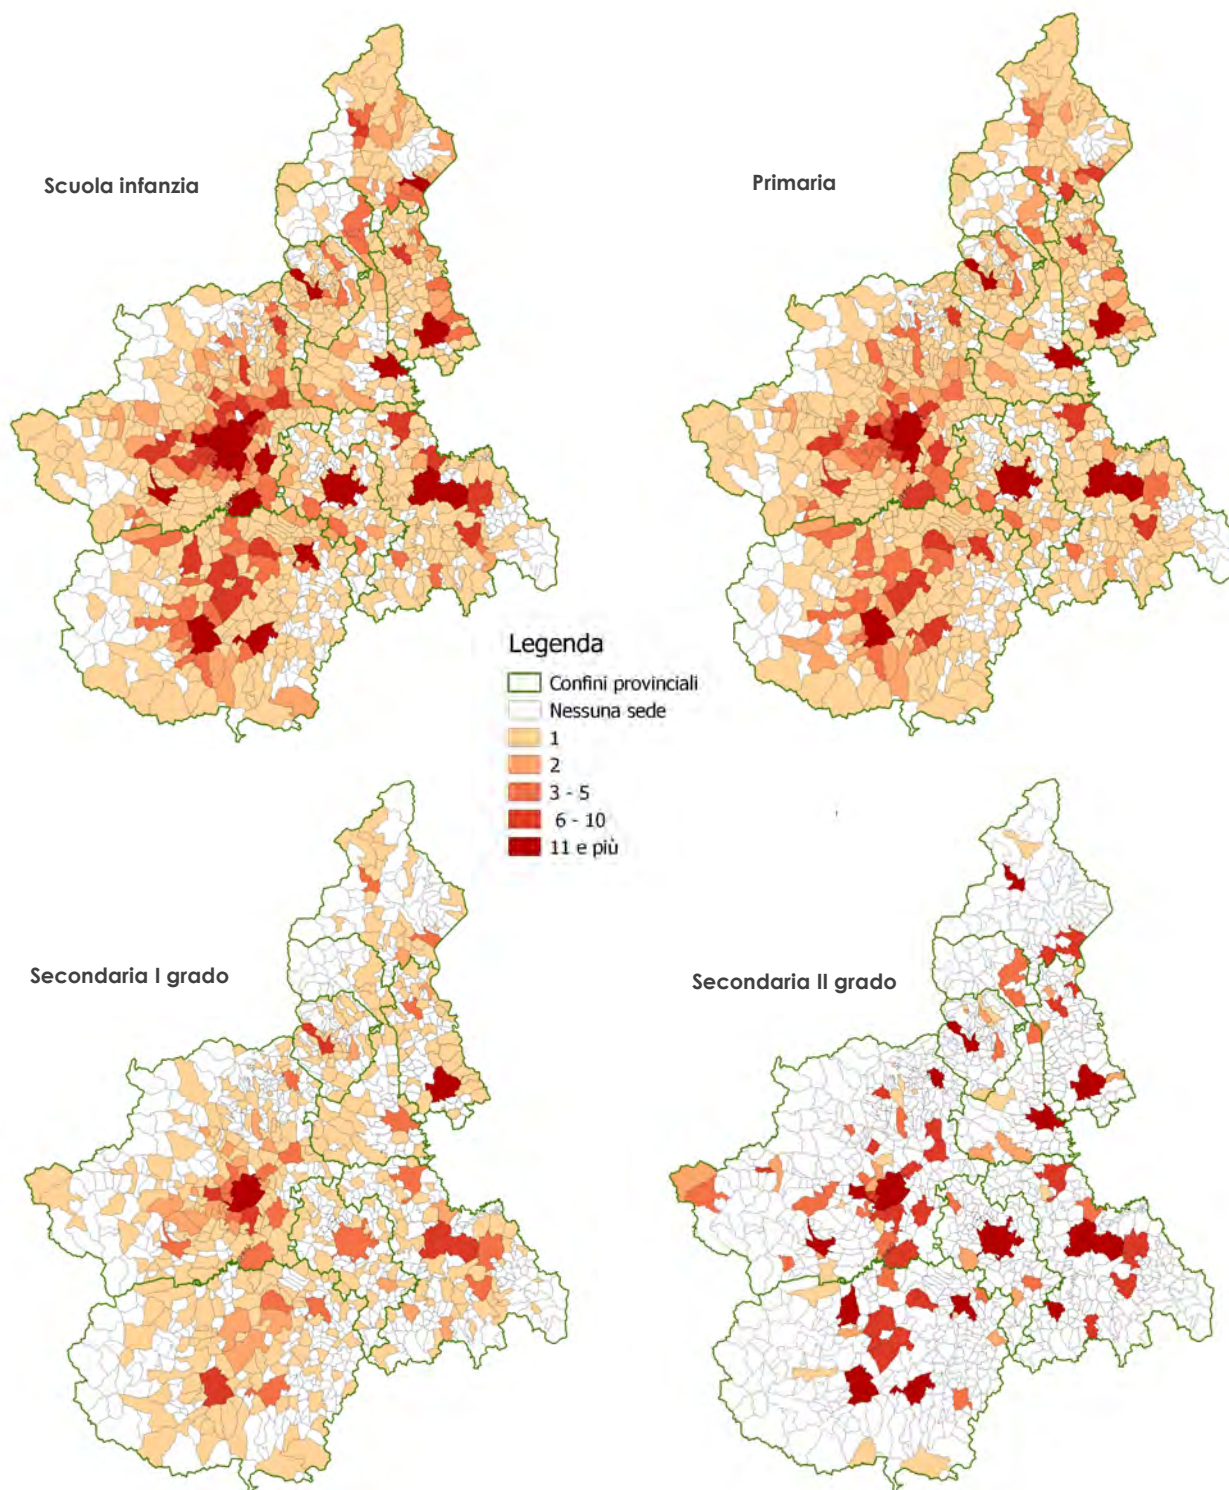 Scuola infanzia
Primaria
Legenda
Confini provinciali
Nessuna sede
1
2
3 - 5
6 - 10
11 e più
Secondaria I grado
Secondaria II grado